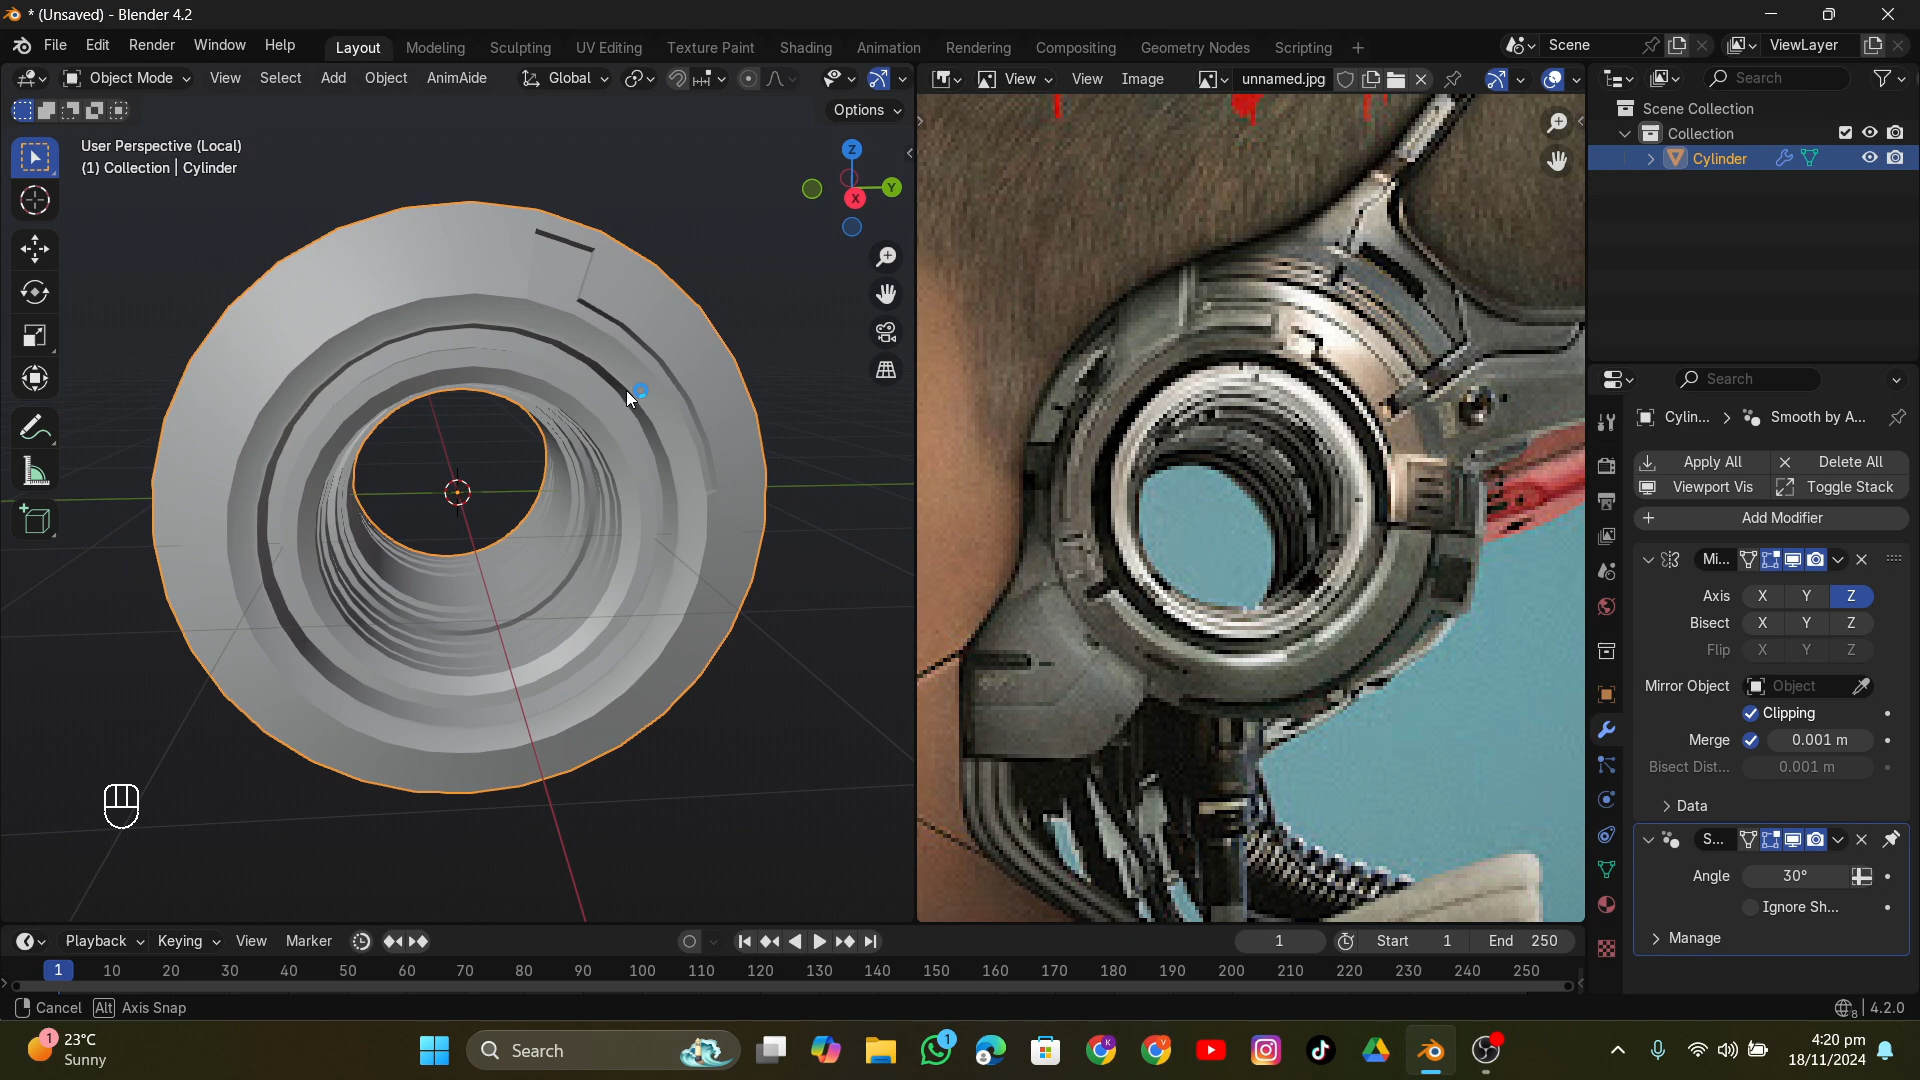 * (Unsaved) - Blender 4.2
File Edit Render Window Help
Layout Modeling Sculpting UV Editing Texture Paint Shading Animation Rendering Compositing Geometry Nodes Scripting +
Scene
ViewLayer
Object Mode View Select Add Object AnimAide Global
View View Image unnamed.jpg
Search
Options
User Perspective (Local)
(1) Collection | Cylinder
Z
Y
X
Scene Collection
Collection
Cylinder
Search
Cylin... > Smooth by A...
Apply All Delete All
Viewport Vis Toggle Stack
+ Add Modifier
Mi...
Axis X Y Z
Bisect X Y Z
Flip X Y Z
Mirror Object Object
Clipping
Merge 0.001 m
Bisect Dist... 0.001 m
Data
S...
Angle 30°
Ignore Sh...
Manage
Playback Keying View Marker
1 Start 1 End 250
1 10 20 30 40 50 60 70 80 90 100 110 120 130 140 150 160 170 180 190 200 210 220 230 240 250
Cancel Alt Axis Snap
8 4.2.0
1 23°C
Sunny
Search
1
K
V
4:20 pm
18/11/2024